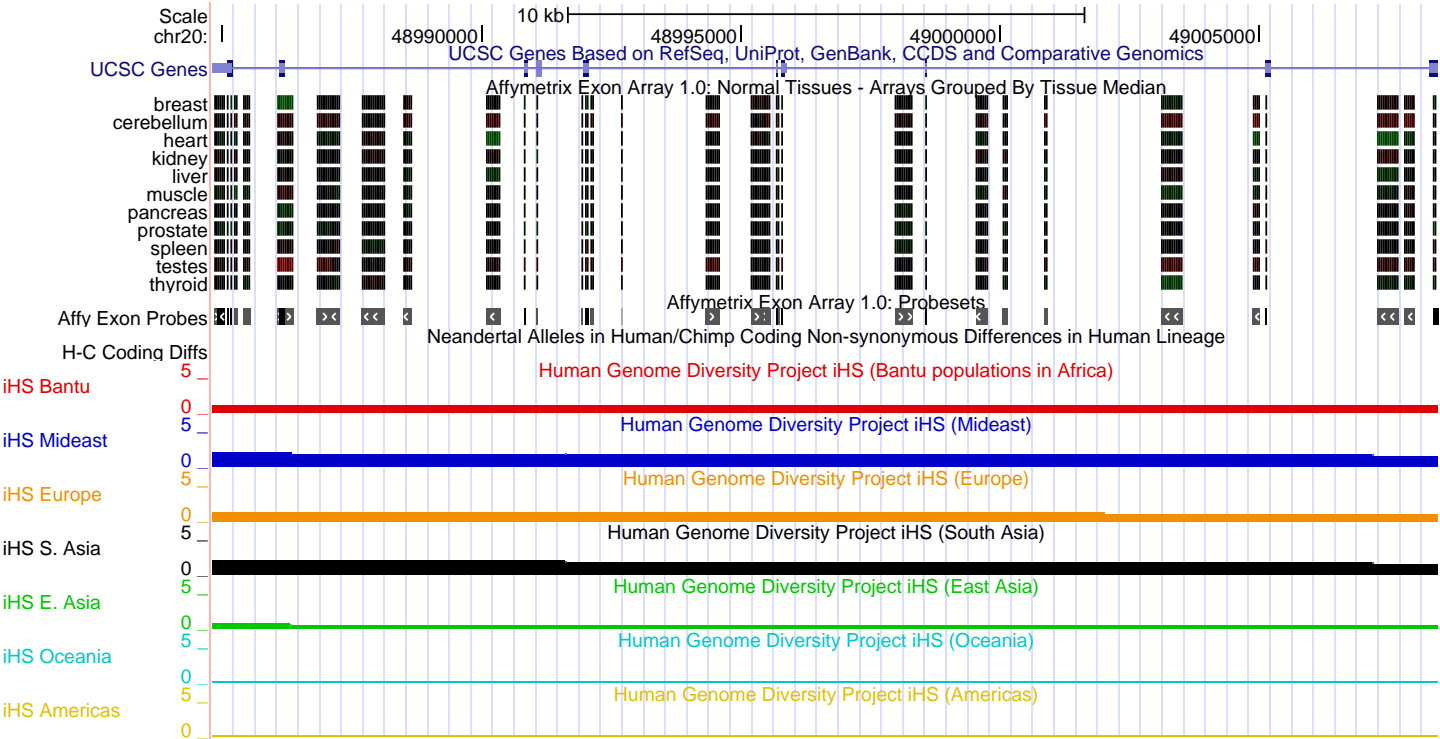 Scale 10 kb
chr20: 48990000 48995000 49000000 49005000
UCSC Genes Based on RefSeq, UniProt, GenBank, CCDS and Comparative Genomics
UCSC Genes
Affymetrix Exon Array 1.0: Normal Tissues - Arrays Grouped By Tissue Median
breast
cerebellum
heart
kidney
liver
muscle
pancreas
prostate
spleen
testes
thyroid
Affymetrix Exon Array 1.0: Probesets
Affy Exon Probes
Neandertal Alleles in Human/Chimp Coding Non-synonymous Differences in Human Lineage
H-C Coding Diffs
Human Genome Diversity Project iHS (Bantu populations in Africa)
5 _
iHS Bantu
0 _
Human Genome Diversity Project iHS (Mideast)
5 _
iHS Mideast
0 _
Human Genome Diversity Project iHS (Europe)
5 _
iHS Europe
0 _
Human Genome Diversity Project iHS (South Asia)
5 _
iHS S. Asia
0 _
Human Genome Diversity Project iHS (East Asia)
5 _
iHS E. Asia
0 _
Human Genome Diversity Project iHS (Oceania)
5 _
iHS Oceania
0 _
Human Genome Diversity Project iHS (Americas)
5 _
iHS Americas
0 _